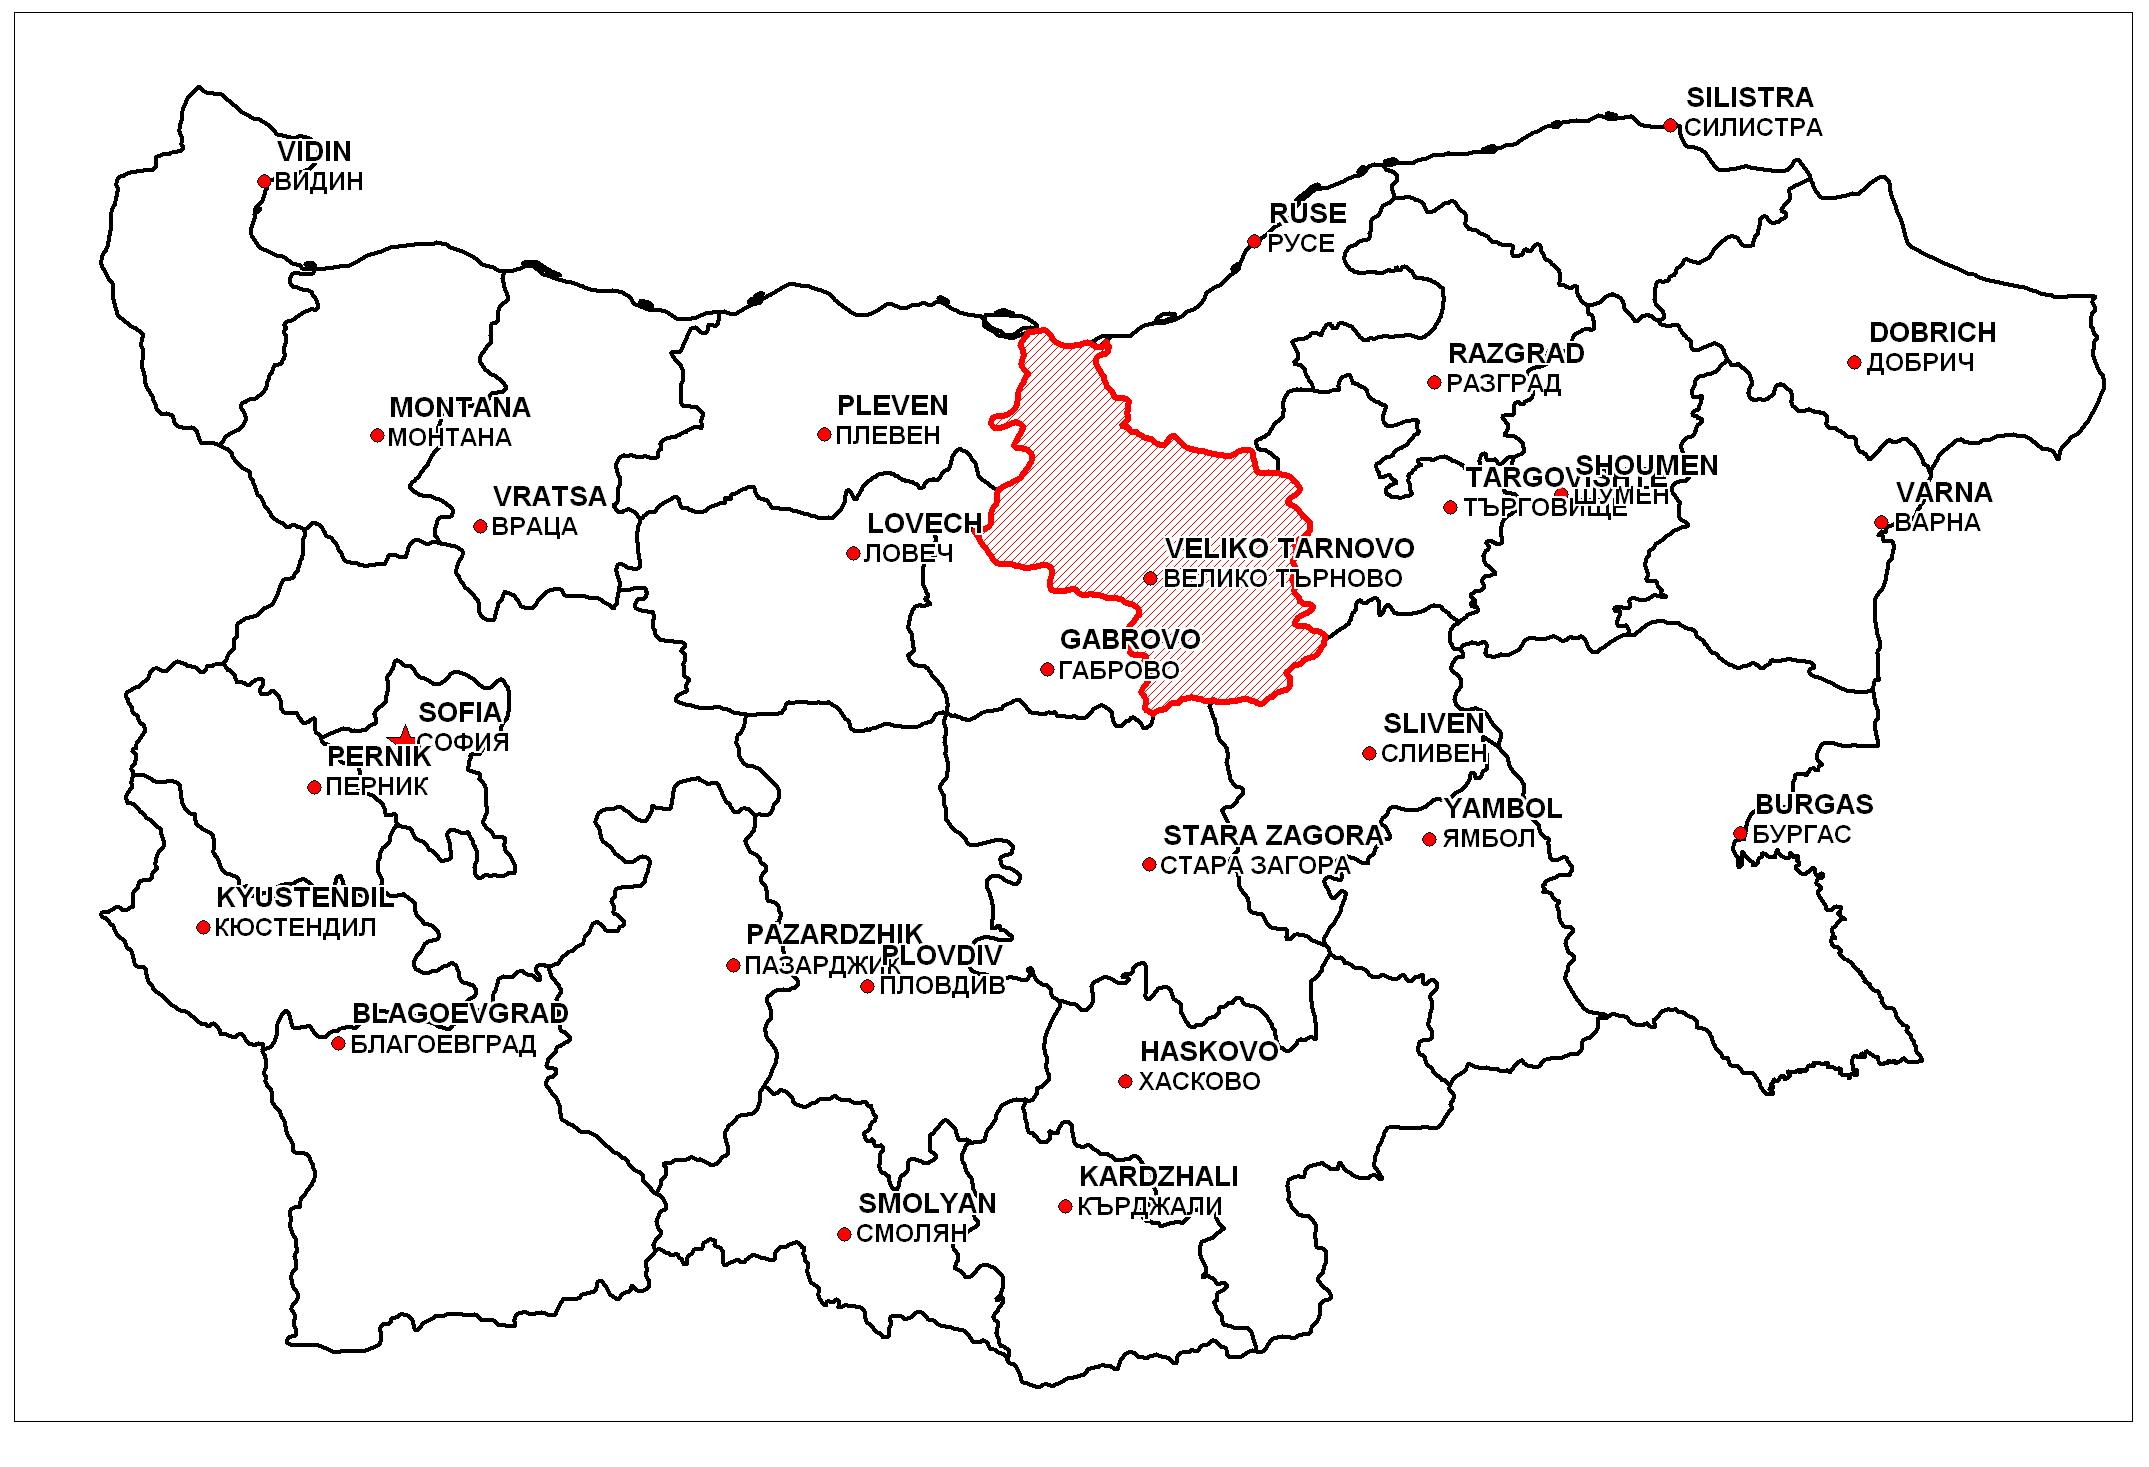 SILISTRA
СИЛИСТРА
VIDIN
ВИДИН
RUSE
РУСЕ
DOBRICH
ДОБРИЧ
RAZGRAD
РАЗГРАД
MONTANA
МОНТАНА
PLEVEN
ПЛЕВЕН
TARGOVISHTE
ТЪРГОВИЩЕ
SHOUMEN
ШУМЕН
VRATSA
ВРАЦА
VARNA
ВАРНА
LOVECH
ЛОВЕЧ
VELIKO TARNOVO
ВЕЛИКО ТЪРНОВО
GABROVO
ГАБРОВО
SOFIA
СОФИЯ
SLIVEN
СЛИВЕН
PERNIK
ПЕРНИК
YAMBOL
ЯМБОЛ
BURGAS
БУРГАС
STARA ZAGORA
СТАРА ЗАГОРА
KYUSTENDIL
КЮСТЕНДИЛ
PAZARDZHIK
ПАЗАРДЖИК
PLOVDIV
ПЛОВДИВ
BLAGOEVGRAD
БЛАГОЕВГРАД
HASKOVO
ХАСКОВО
KARDZHALI
КЪРДЖАЛИ
SMOLYAN
СМОЛЯН